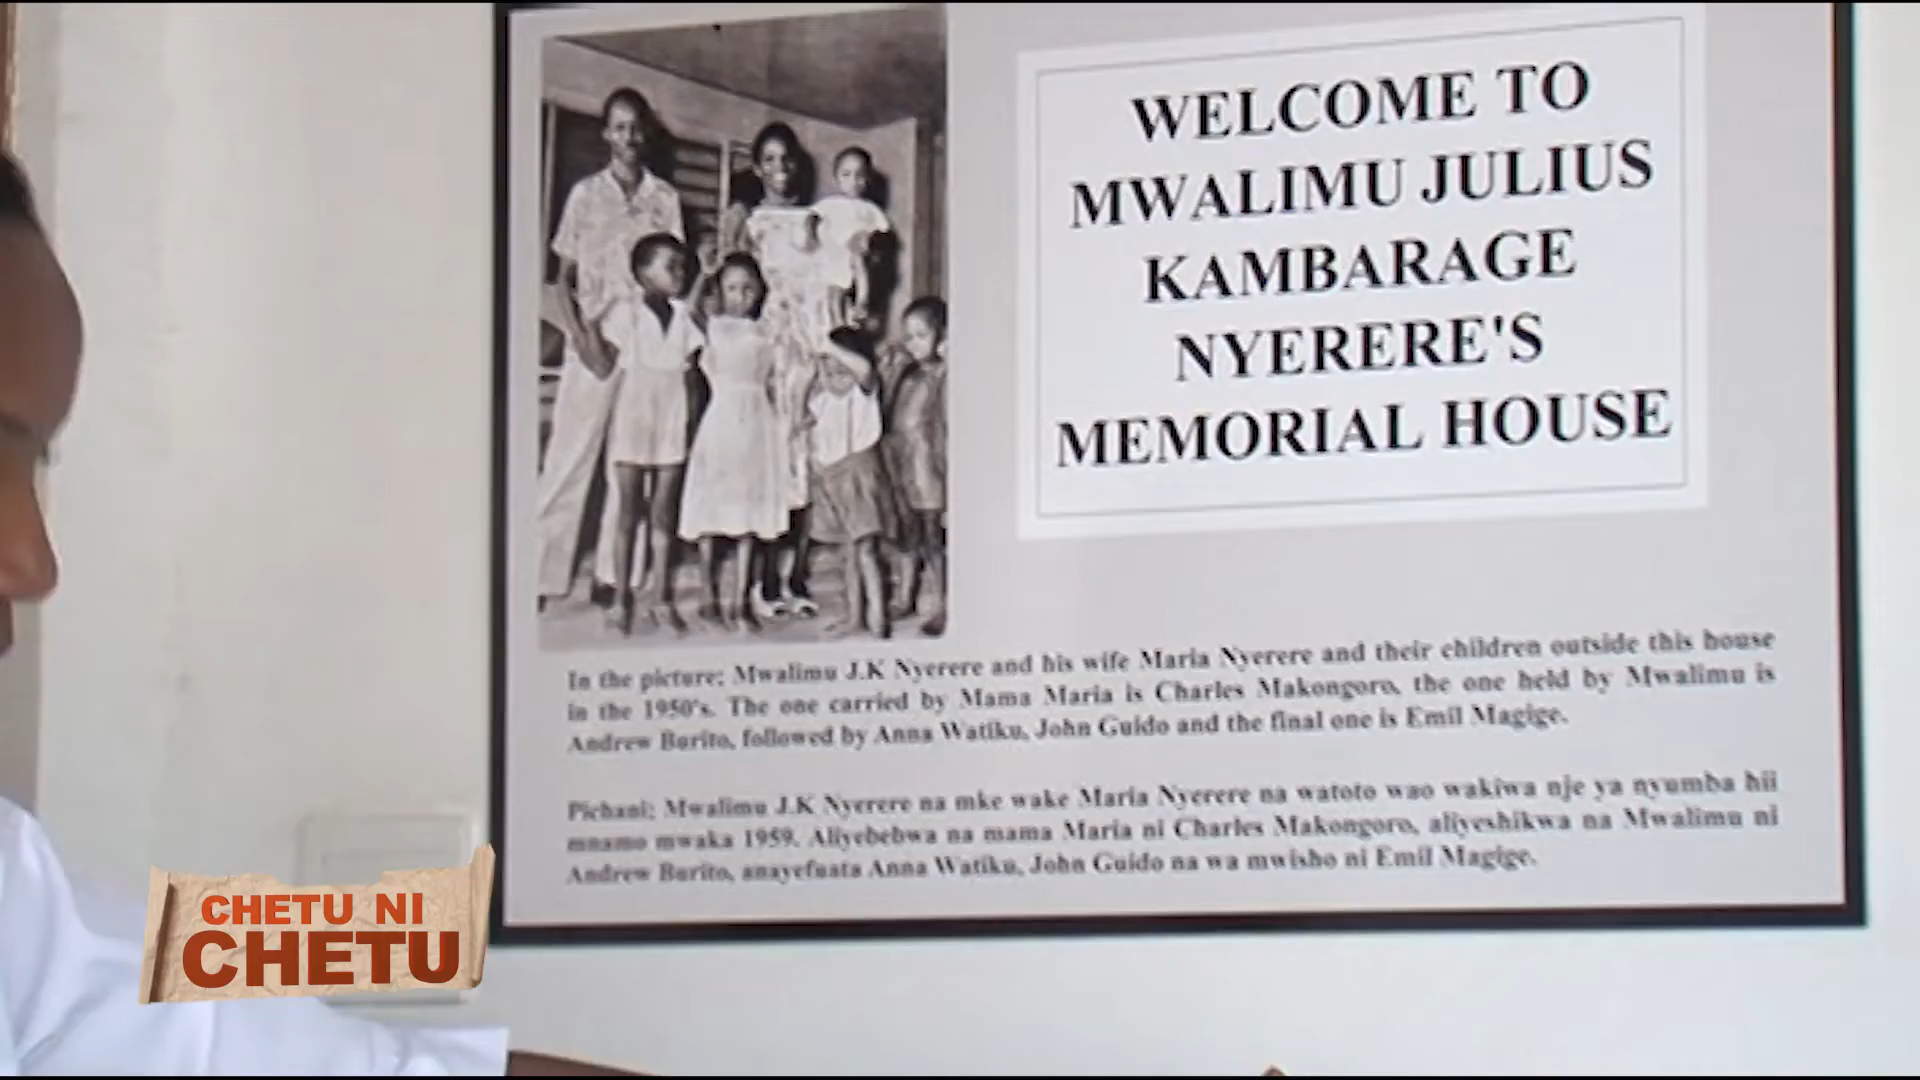 WELCOME TO
MWALIMU JULIUS
KAMBARAGE
NYERERE'S
MEMORIAL HOUSE
In the picture; Mwalimu J.K Nyerere and his wife Maria Nyerere and their children outside this house
in the 1950's. The one carried by Mama Maria is Charles Makongoro, the one held by Mwalimu is
Andrew Burito, followed by Anna Watiku, John Guido and the final one is Emil Magige.
Pichani; Mwalimu J.K Nyerere na mke wake Maria Nyerere na watoto wao wakiwa nje ya nyumba hii
mnamo mwaka 1959. Aliyebebwa na mama Maria ni Charles Makongoro, aliyeshikwa na Mwalimu ni
Andrew Burito, anayefuata Anna Watiku, John Guido na wa mwisho ni Emil Magige.
CHETU NI
CHETU